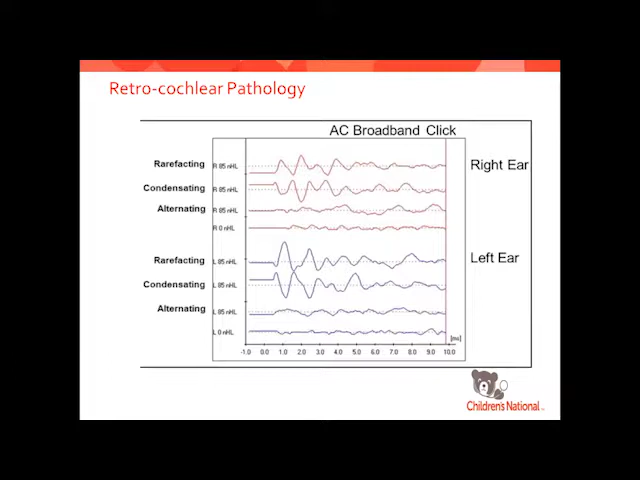 Retro-cochlear Pathology
AC Broadband Click
Rarefacting R 85 nHL Right Ear
Condensating R 85 nHL
Alternating R 85 nHL
R 0 nHL
Rarefacting L 85 nHL Left Ear
Condensating L 85 nHL
Alternating L 85 nHL
L 0 nHL
[ms]
-1.0 0.0 1.0 2.0 3.0 4.0 5.0 6.0 7.0 8.0 9.0 10.0
Children's National